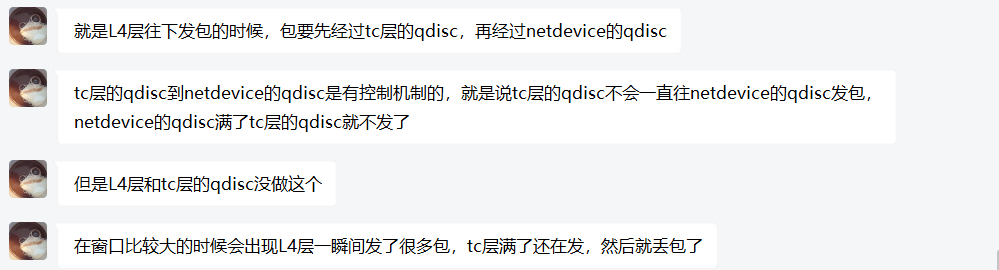 就是L4层往下发包的时候，包要先经过tc层的qdisc，再经过netdevice的qdisc
tc层的qdisc到netdevice的qdisc是有控制机制的，就是说tc层的qdisc不会一直往netdevice的qdisc发包，
netdevice的qdisc满了tc层的qdisc就不发了
但是L4层和tc层的qdisc没做这个
在窗口比较大的时候会出现L4层一瞬间发了很多包，tc层满了还在发，然后就丢包了